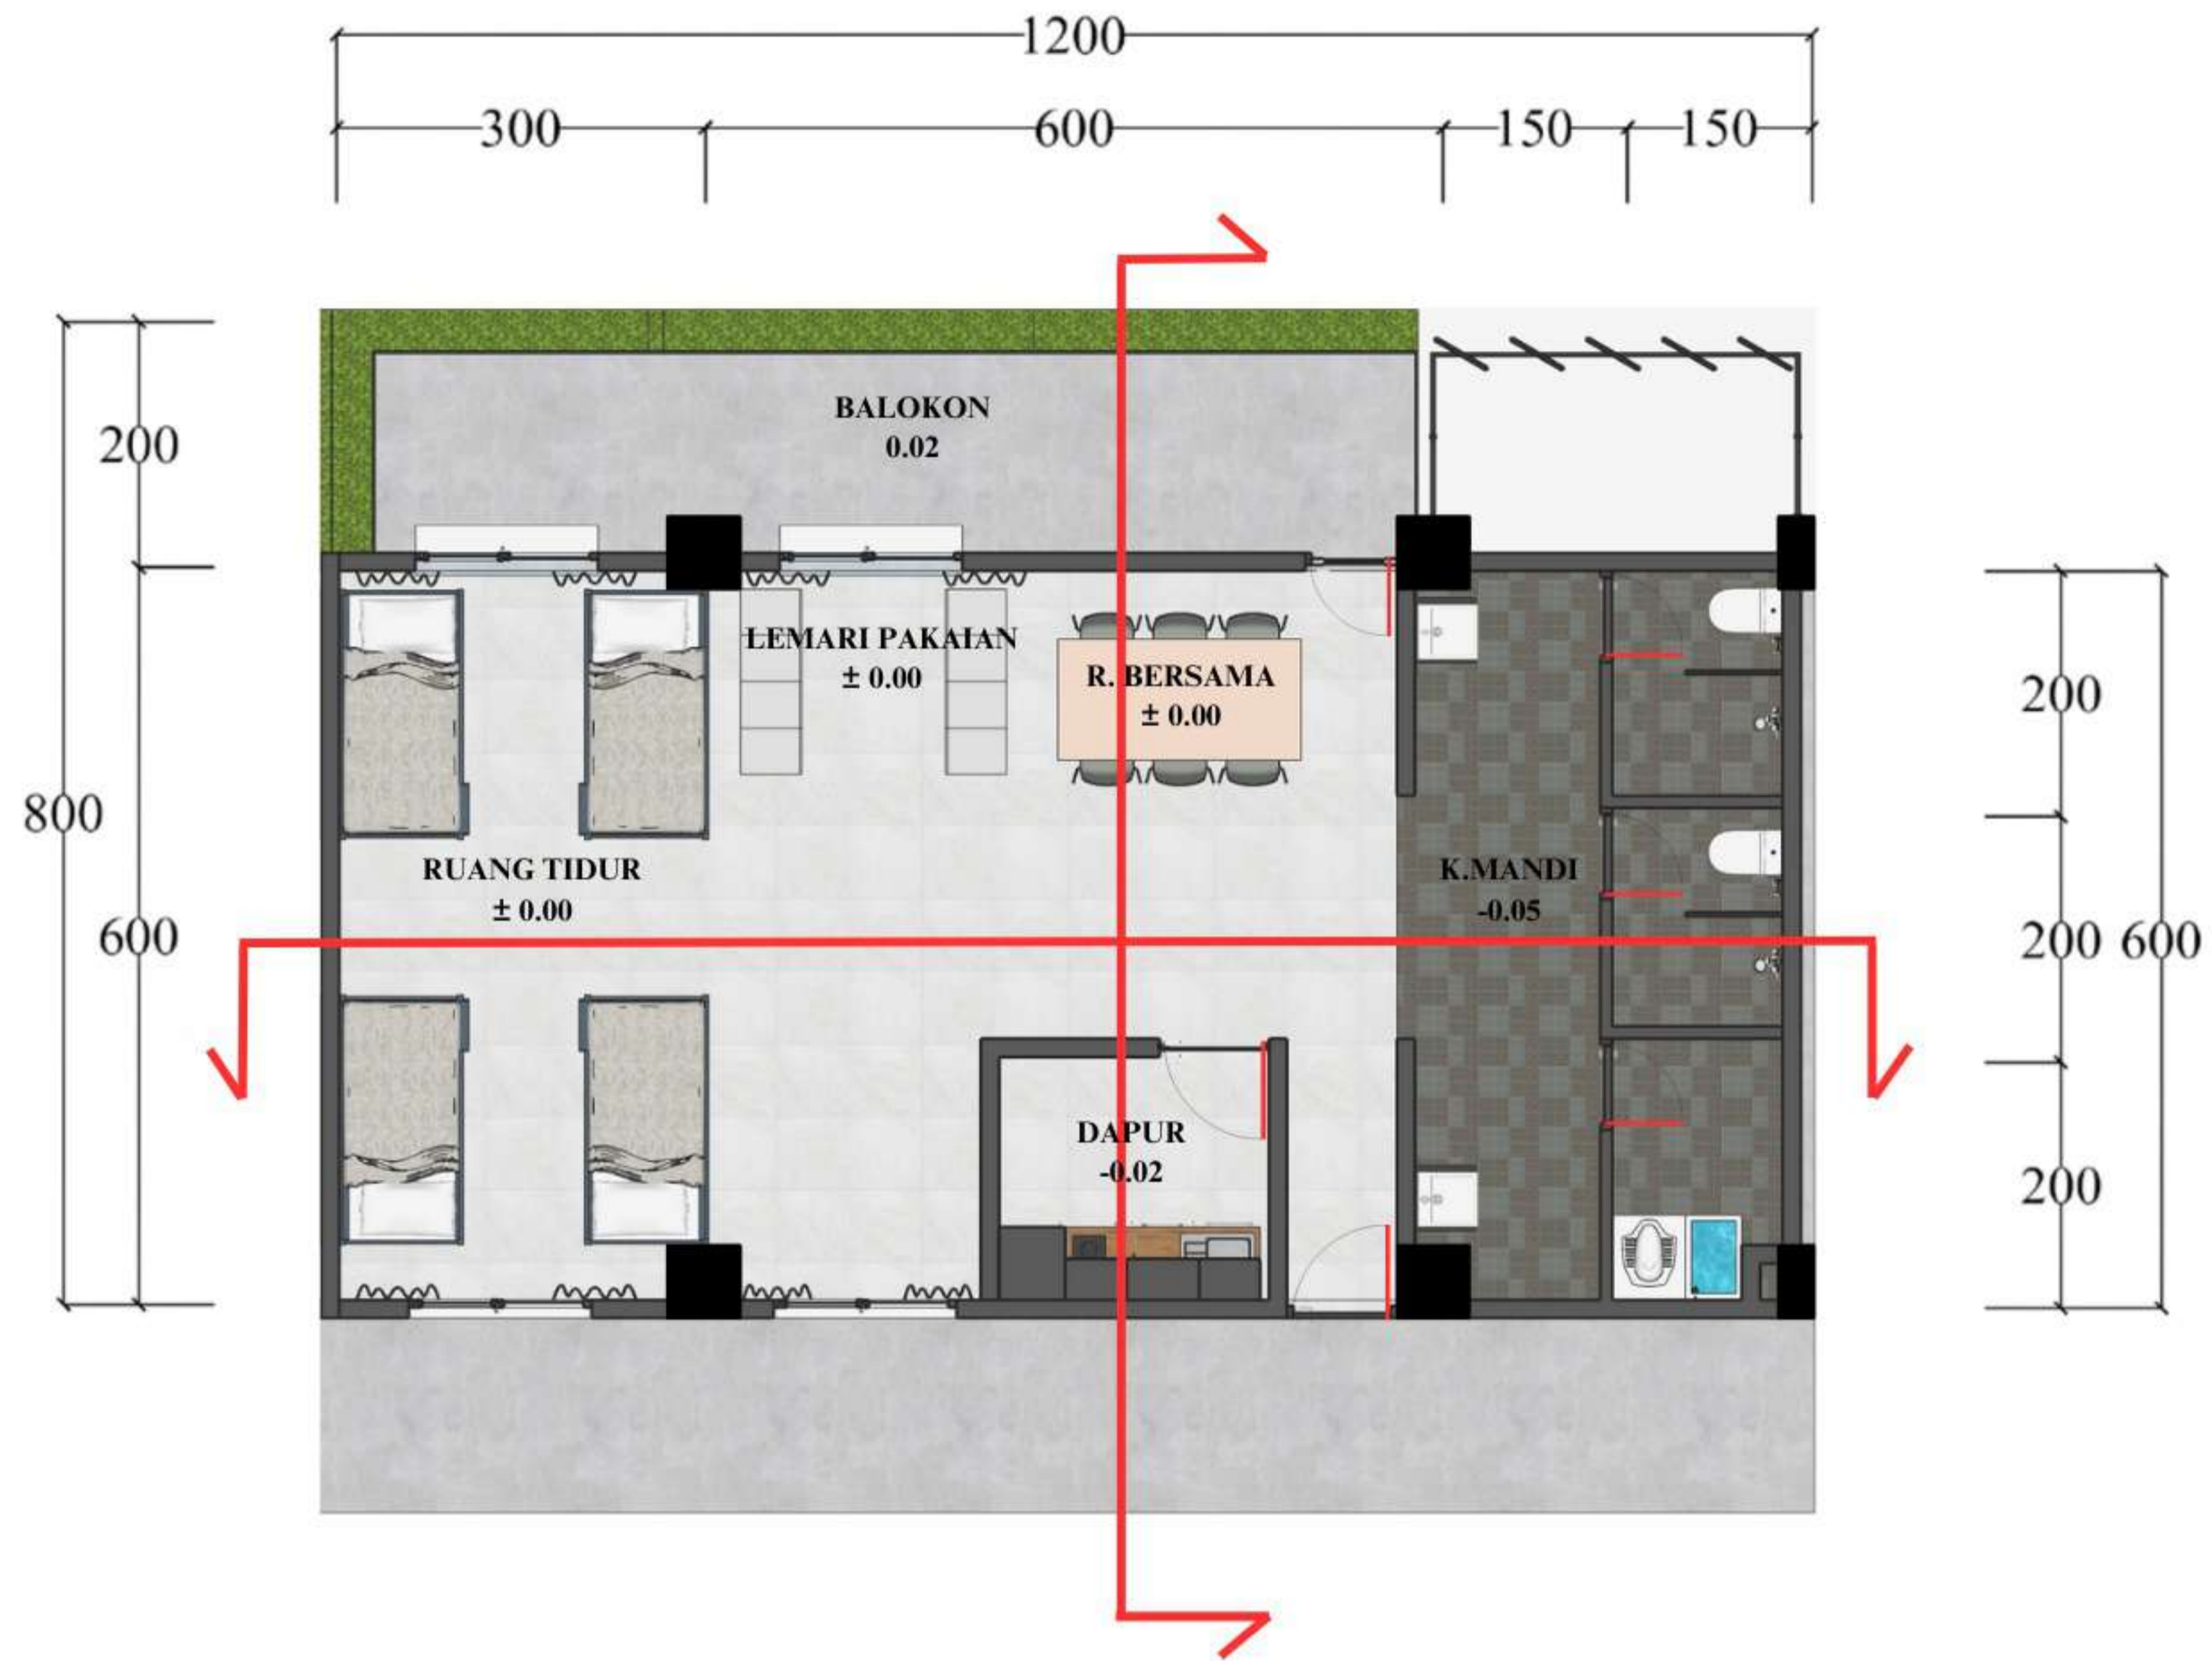 1200
300 600 150 150
BALOKON
0.02
200
LEMARI PAKAIAN
± 0.00
R. BERSAMA
± 0.00
200
800
RUANG TIDUR
± 0.00
K.MANDI
-0.05
600
200 600
DAPUR
-0.02
200